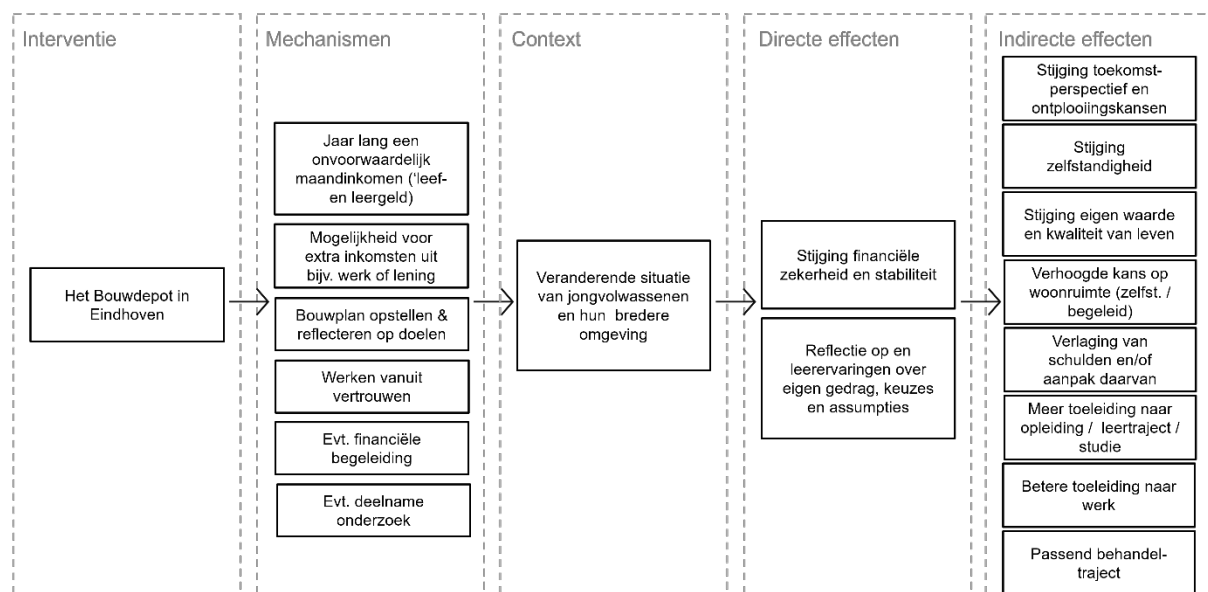 Interventie
Het Bouwdepot in
Eindhoven
Mechanismen
Jaar lang een
onvoorwaardelijk
maandinkomen (‘leef-
en leergeld)
Mogelijkheid voor
extra inkomsten uit
bijv. werk of lening
Bouwplan opstellen &
reflecteren op doelen
Werken vanuit
vertrouwen
Evt. financiële
begeleiding
Evt. deelname
onderzoek
Context
Veranderende situatie
van jongvolwassenen
en hun bredere
omgeving
Directe effecten
Stijging financiële
zekerheid en stabiliteit
Reflectie op en
leerervaringen over
eigen gedrag, keuzes
en assumpties
Indirecte effecten
Stijging toekomst-
perspectief en
ontplooiingskansen
Stijging
zelfstandigheid
Stijging eigen waarde
en kwaliteit van leven
Verhoogde kans op
woonruimte (zelfst. /
begeleid)
Verlaging van
schulden en/of
aanpak daarvan
Meer toeleiding naar
opleiding / leertraject /
studie
Betere toeleiding naar
werk
Passend behandel-
traject